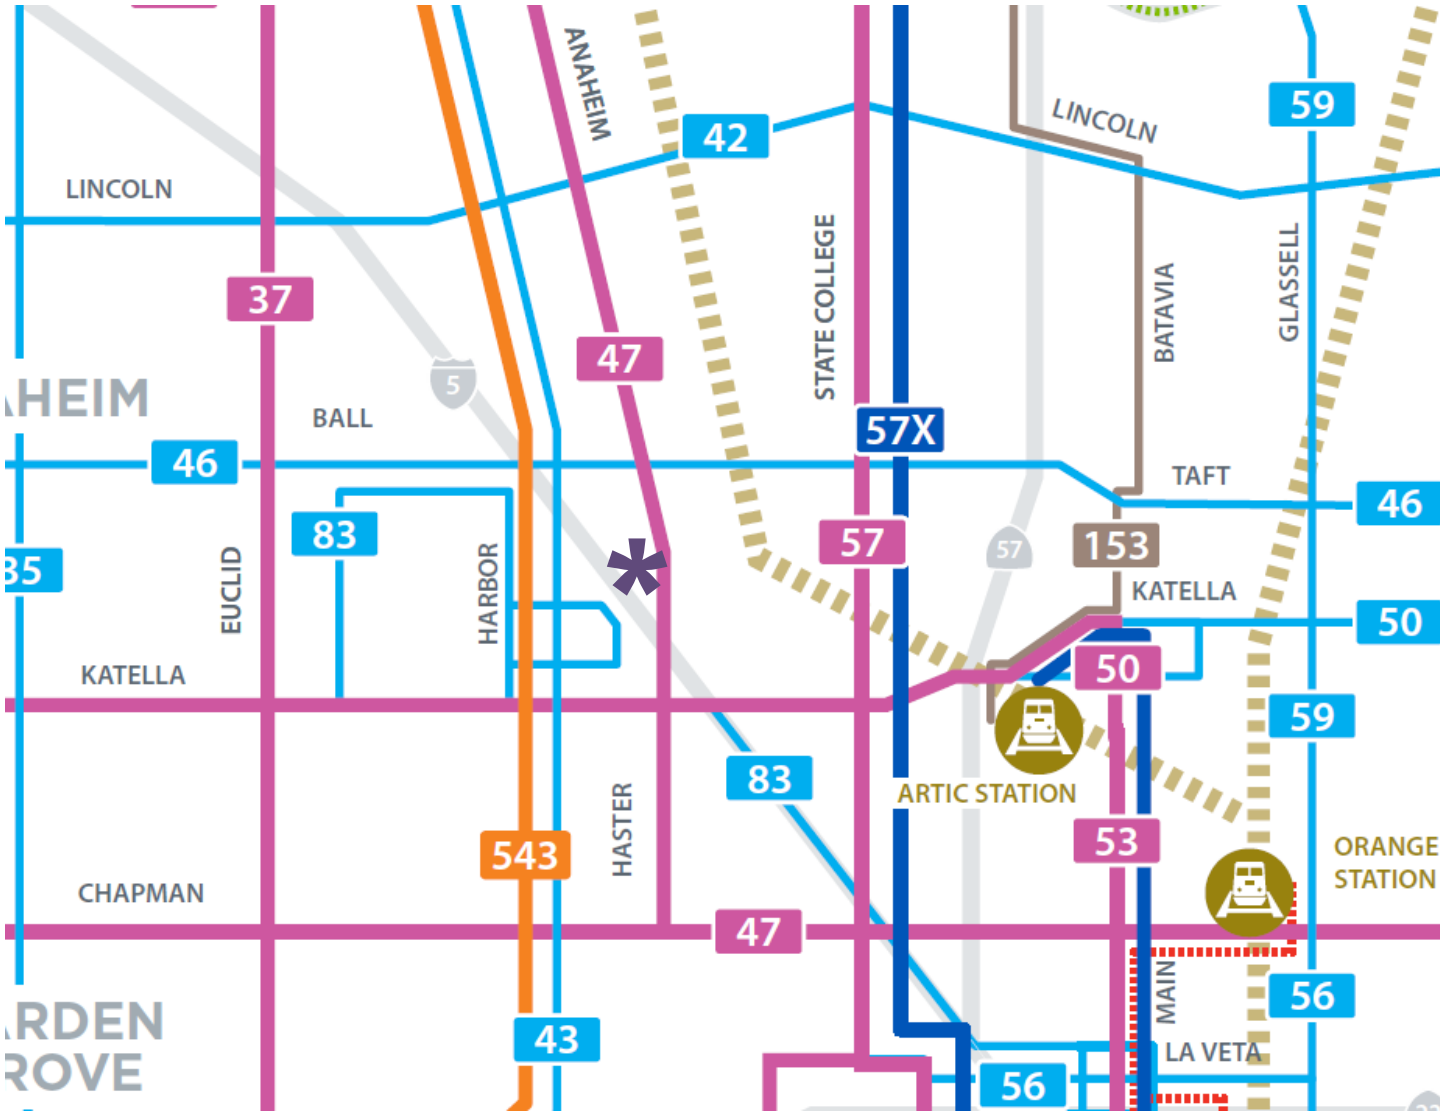 ANAHEIM
42
LINCOLN
59
LINCOLN
STATE COLLEGE
GLASSELL
BATAVIA
37
47
5
AHEIM
BALL
57X
46
TAFT
46
83
57
57
153
35
EUCLID
HARBOR
*
KATELLA
50
KATELLA
50
59
83
ARTIC STATION
HASTER
53
543
ORANGE
STATION
CHAPMAN
47
MAIN
56
ARDEN
ROVE
43
LA VETA
56